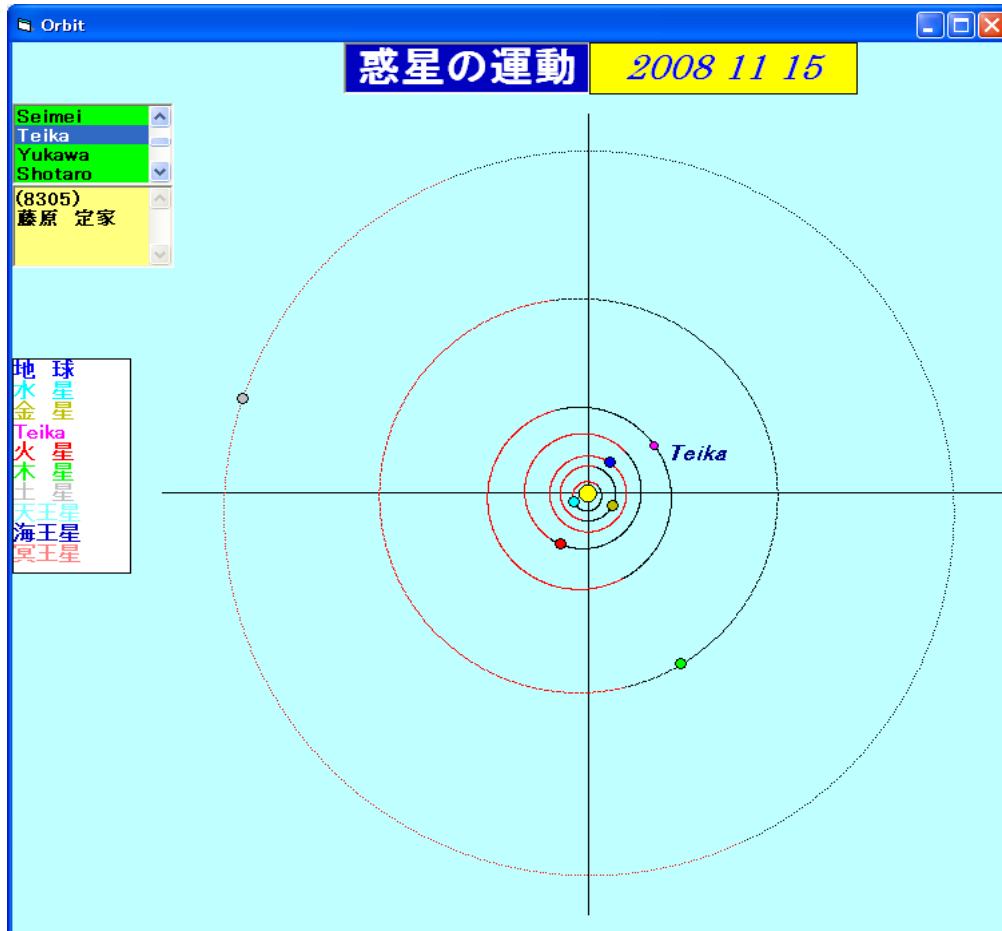 Orbit
惑星の運動
2008 11 15
Seimei
Teika
Yukawa
Shotaro
(8305)
藤原 定家
地 球
水 星
金 星
Teika
火 星
木 星
土 星
天王星
海王星
冥王星
Teika